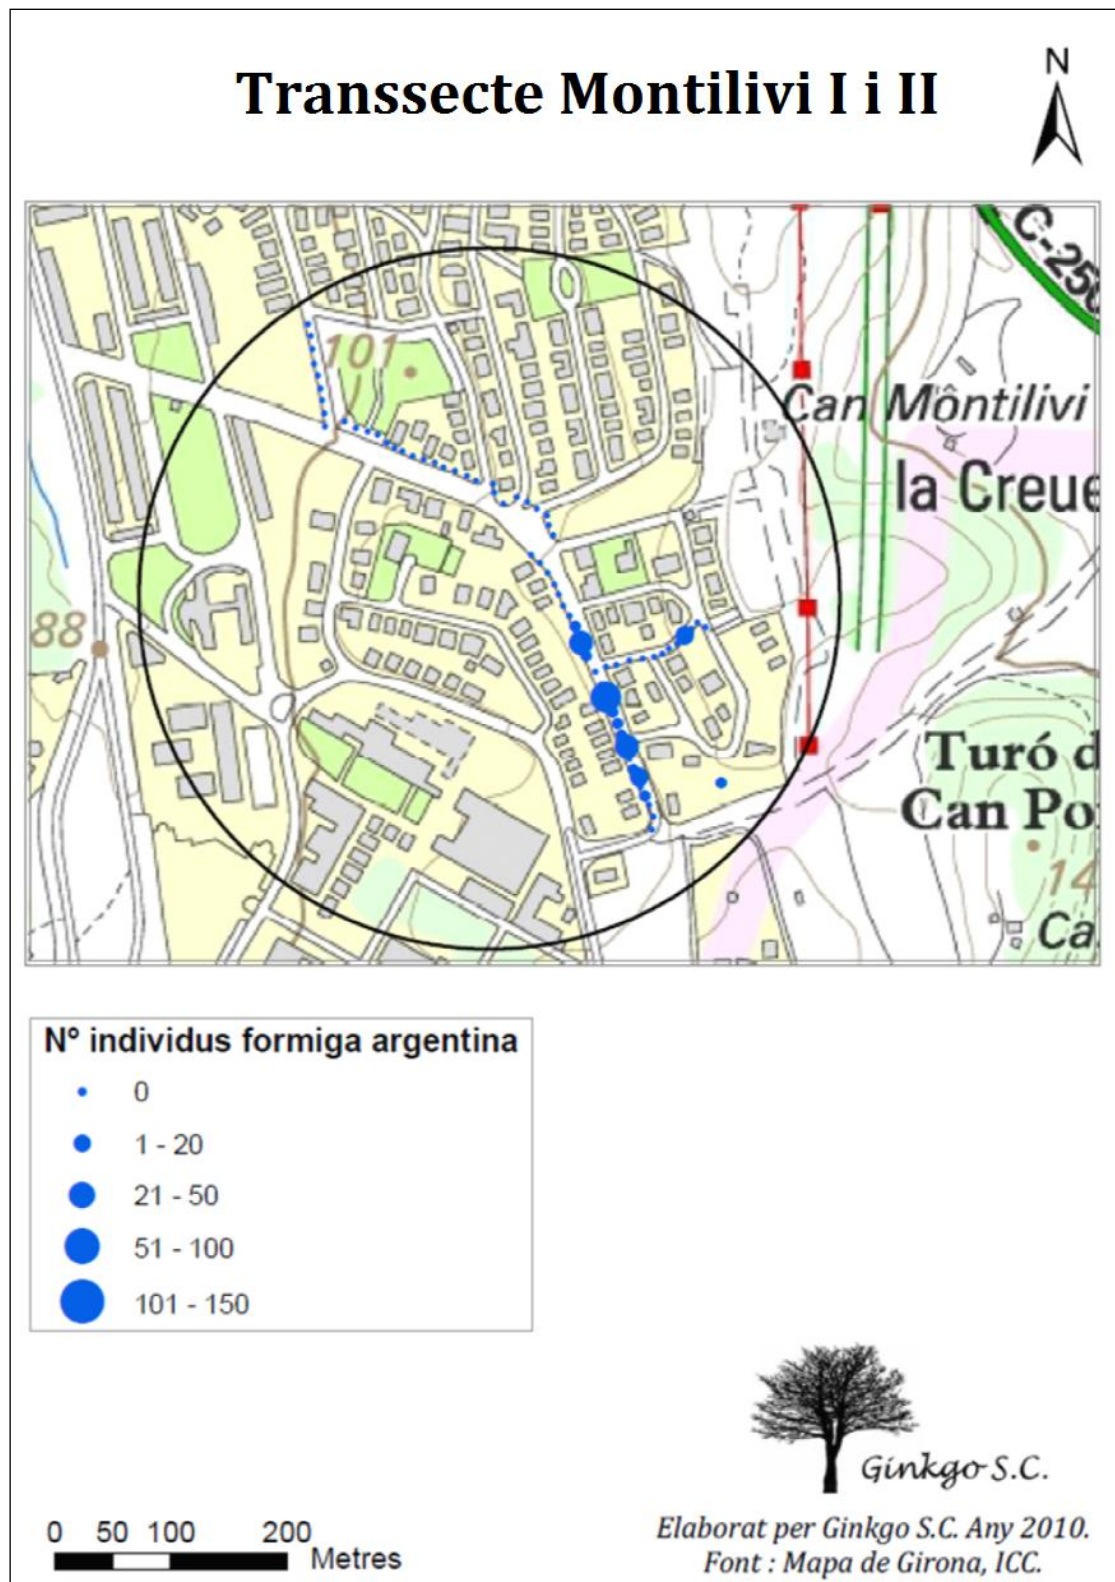 Transsecte Montilivi I i II
N
C-25
101
Can Montilivi
la Creue
88
Turó d
Can Po
14
Ca
Nº individus formiga argentina
0
1 - 20
21 - 50
51 - 100
101 - 150
Ginkgo S.C.
0 50 100 200
Metres
Elaborat per Ginkgo S.C. Any 2010.
Font : Mapa de Girona, ICC.